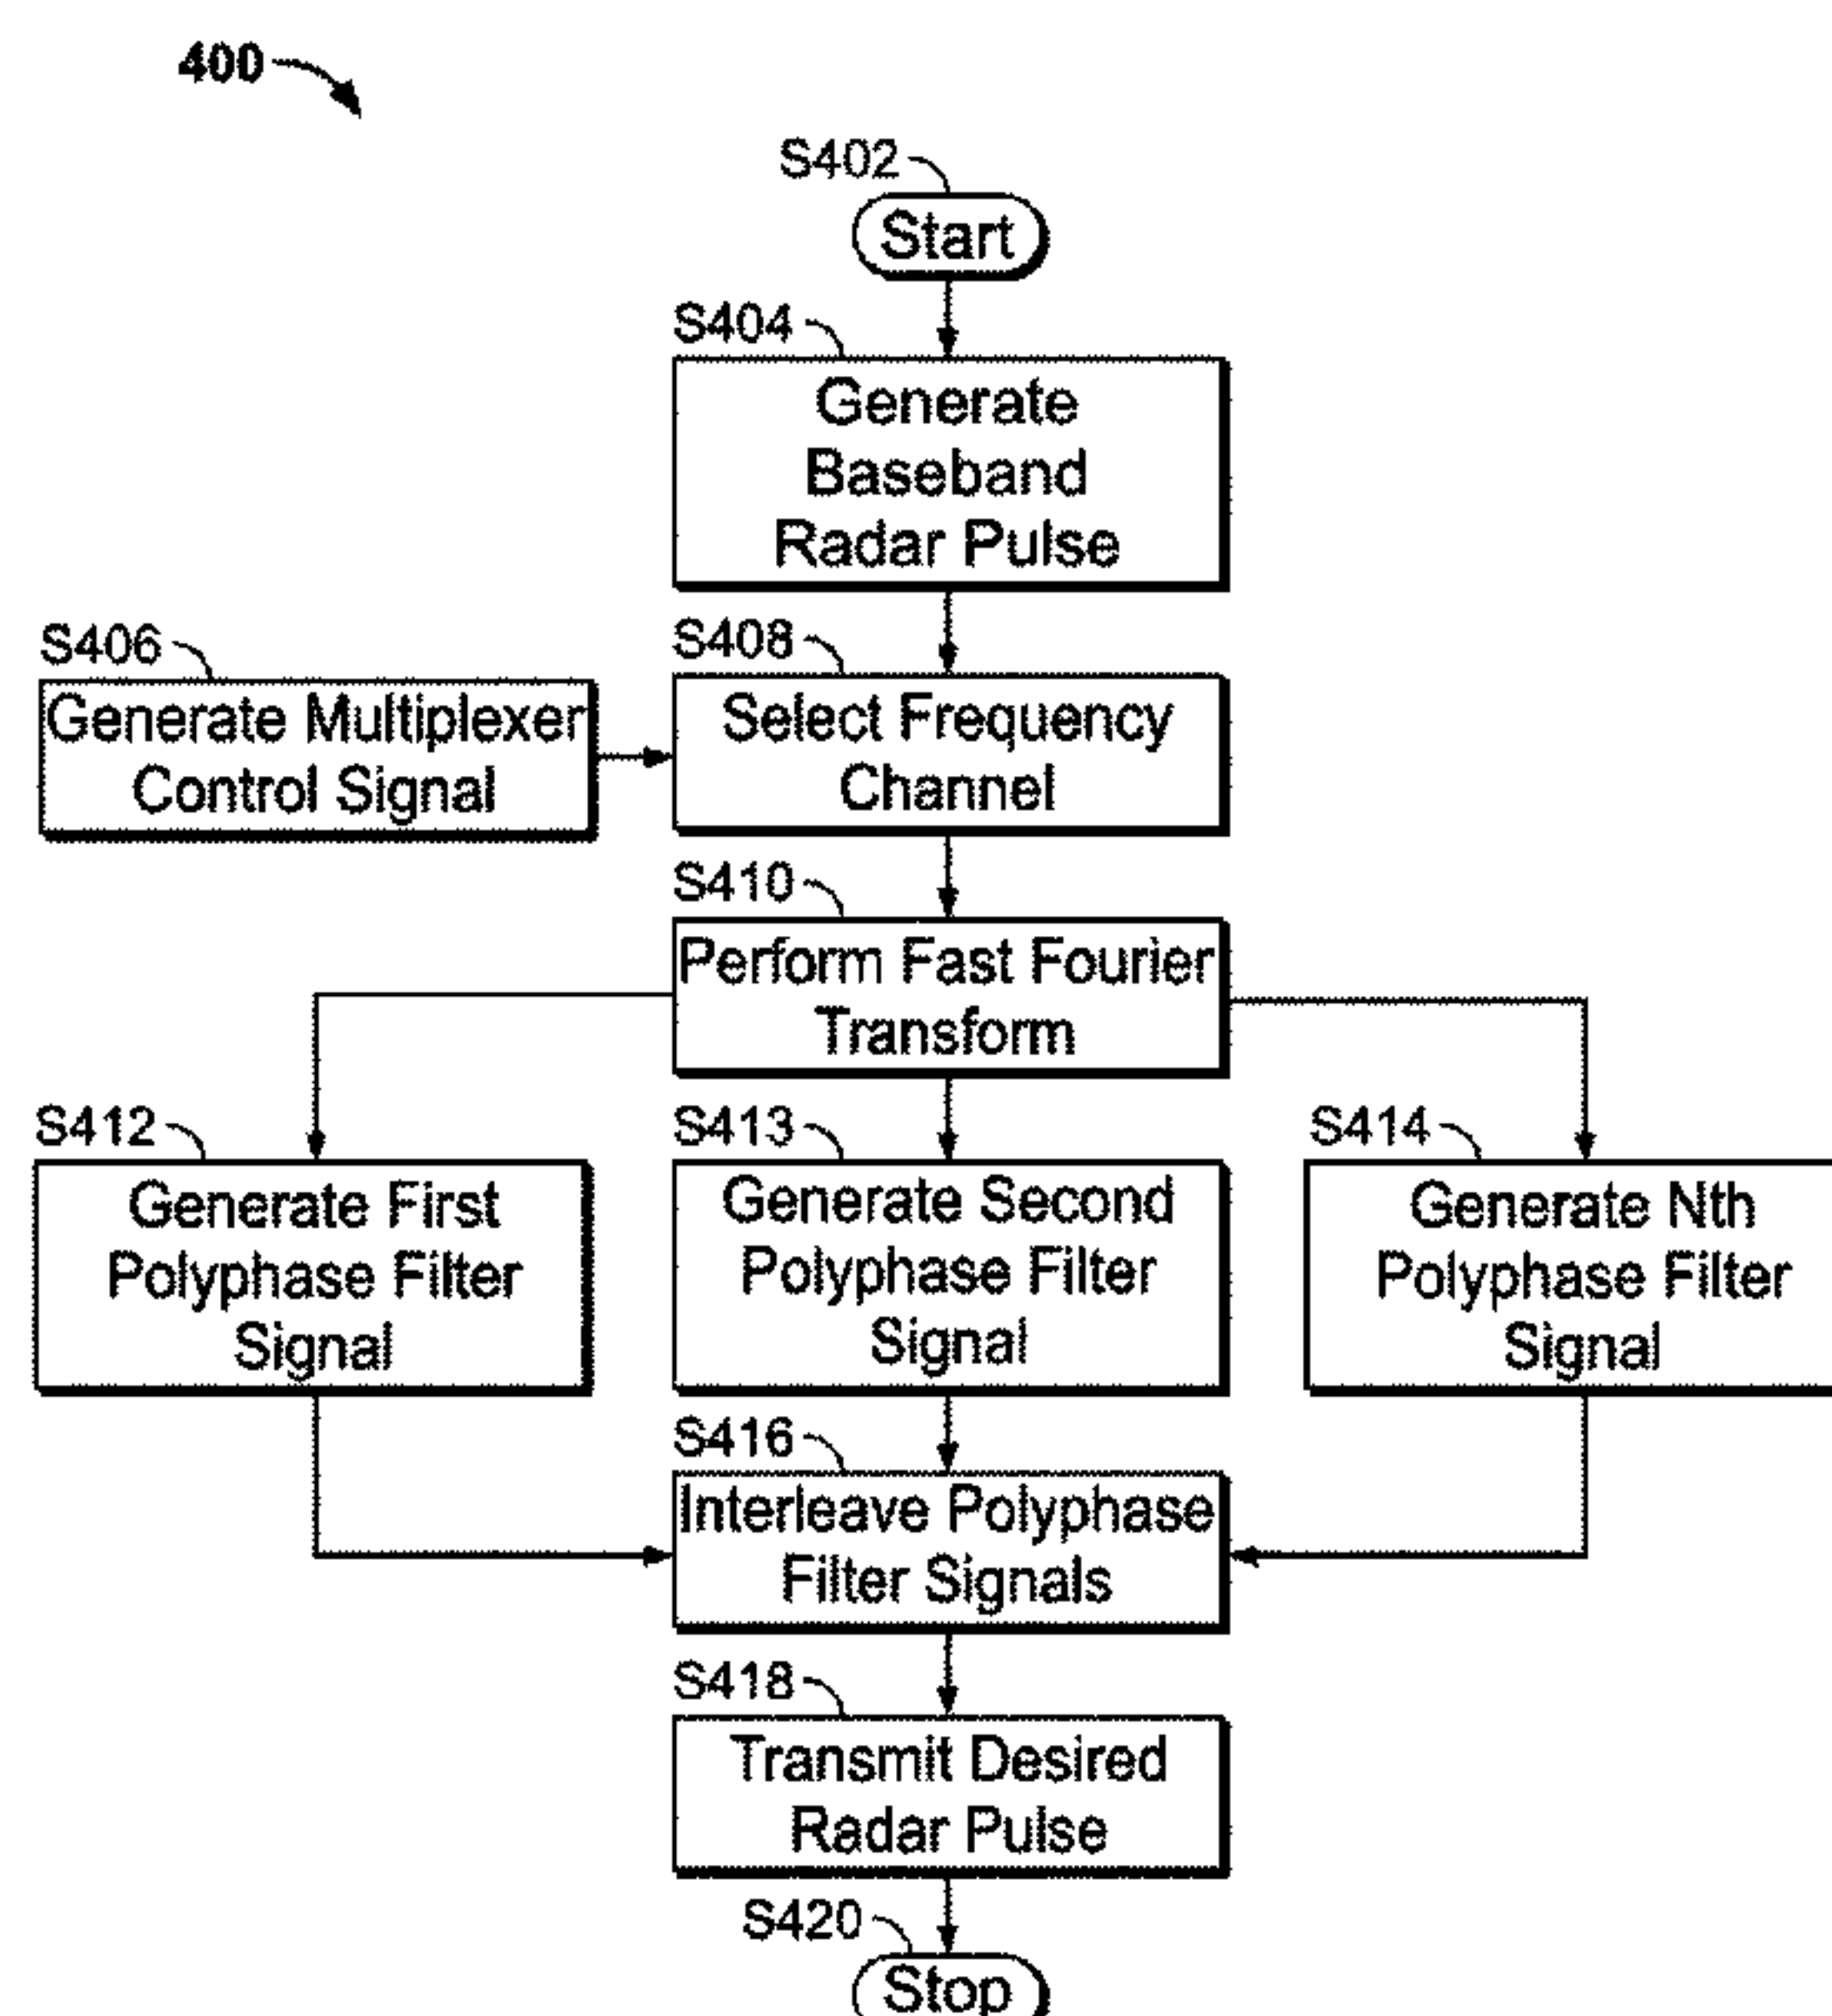 400
S402
Start
S404
Generate
Baseband
Radar Pulse
S406
Generate Multiplexer
Control Signal
S408
Select Frequency
Channel
S410
Perform Fast Fourier
Transform
S412
Generate First
Polyphase Filter
Signal
S413
Generate Second
Polyphase Filter
Signal
S414
Generate Nth
Polyphase Filter
Signal
S416
Interleave Polyphase
Filter Signals
S418
Transmit Desired
Radar Pulse
S420
Stop